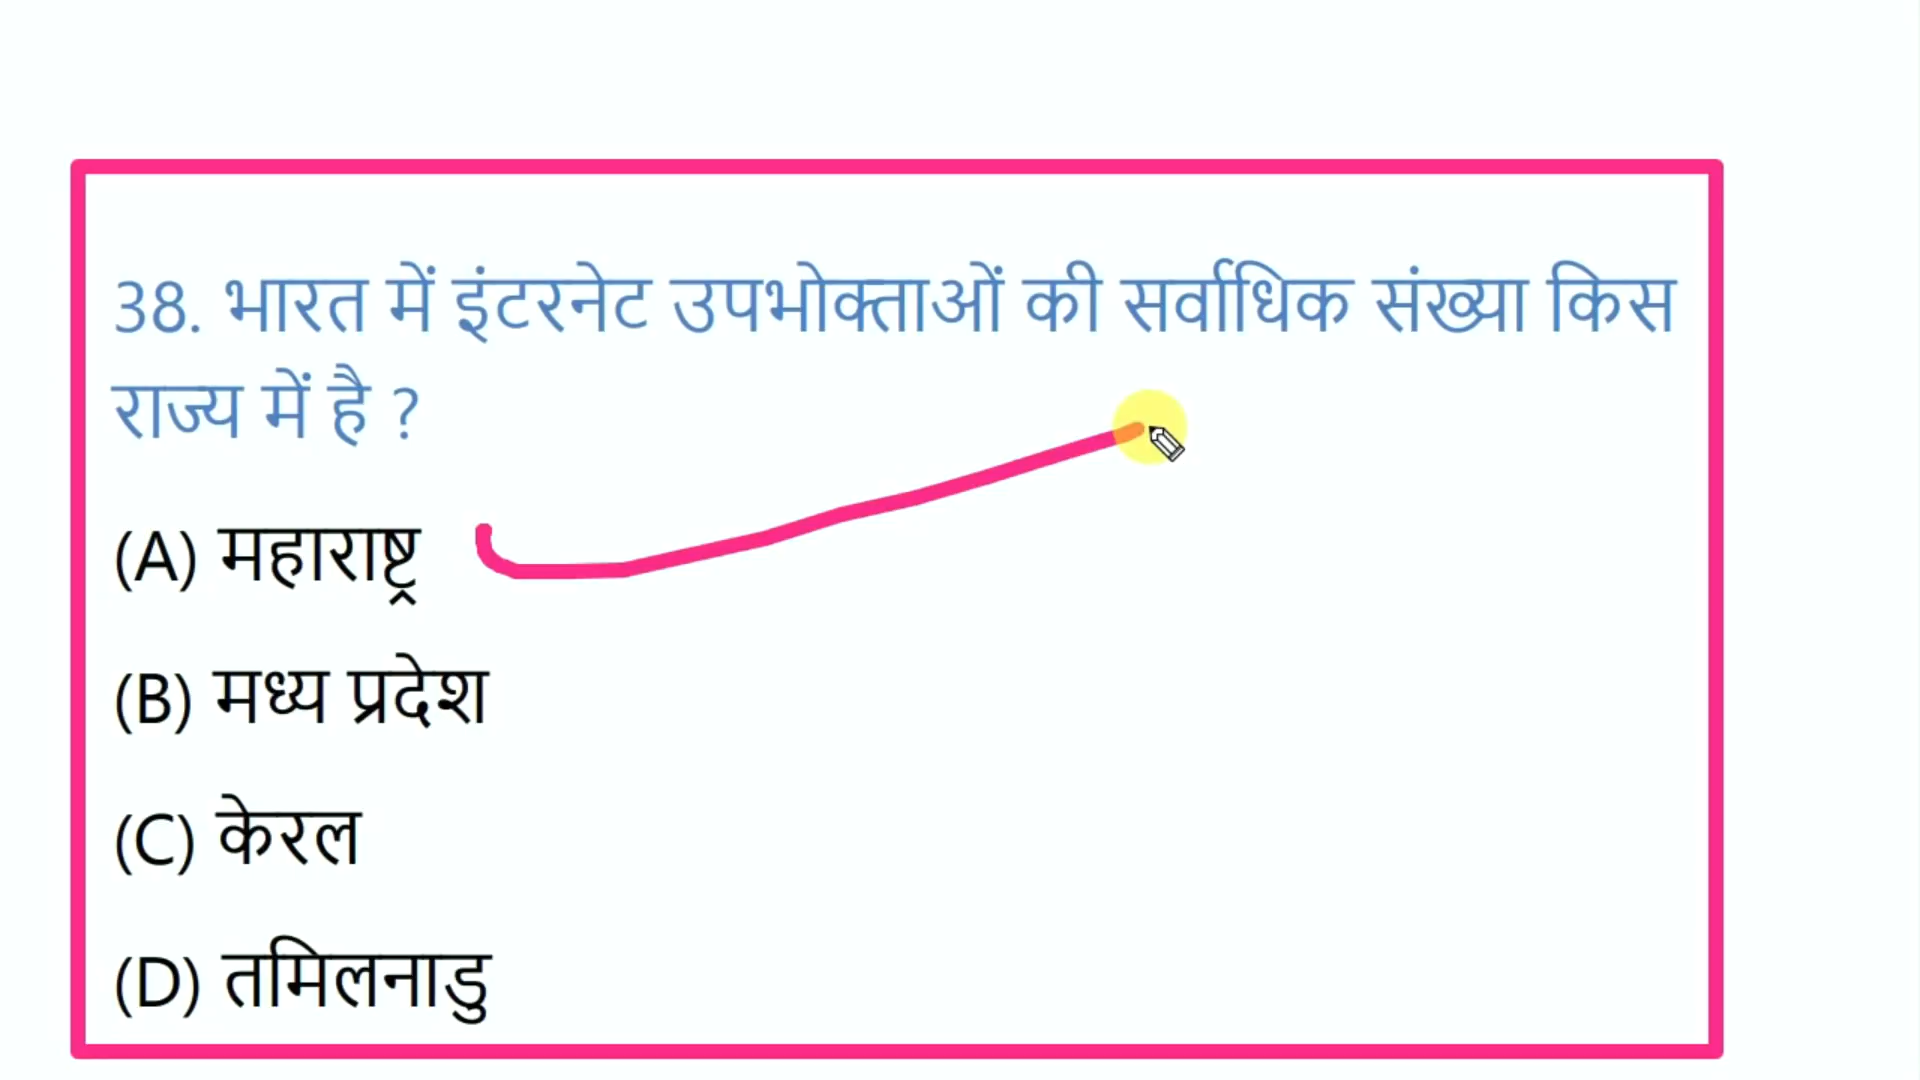 38. भारत में इंटरनेट उपभोक्ताओं की सर्वाधिक संख्या किस
राज्य में है ?
(A) महाराष्ट्र
(B) मध्य प्रदेश
(C) केरल
(D) तमिलनाडु